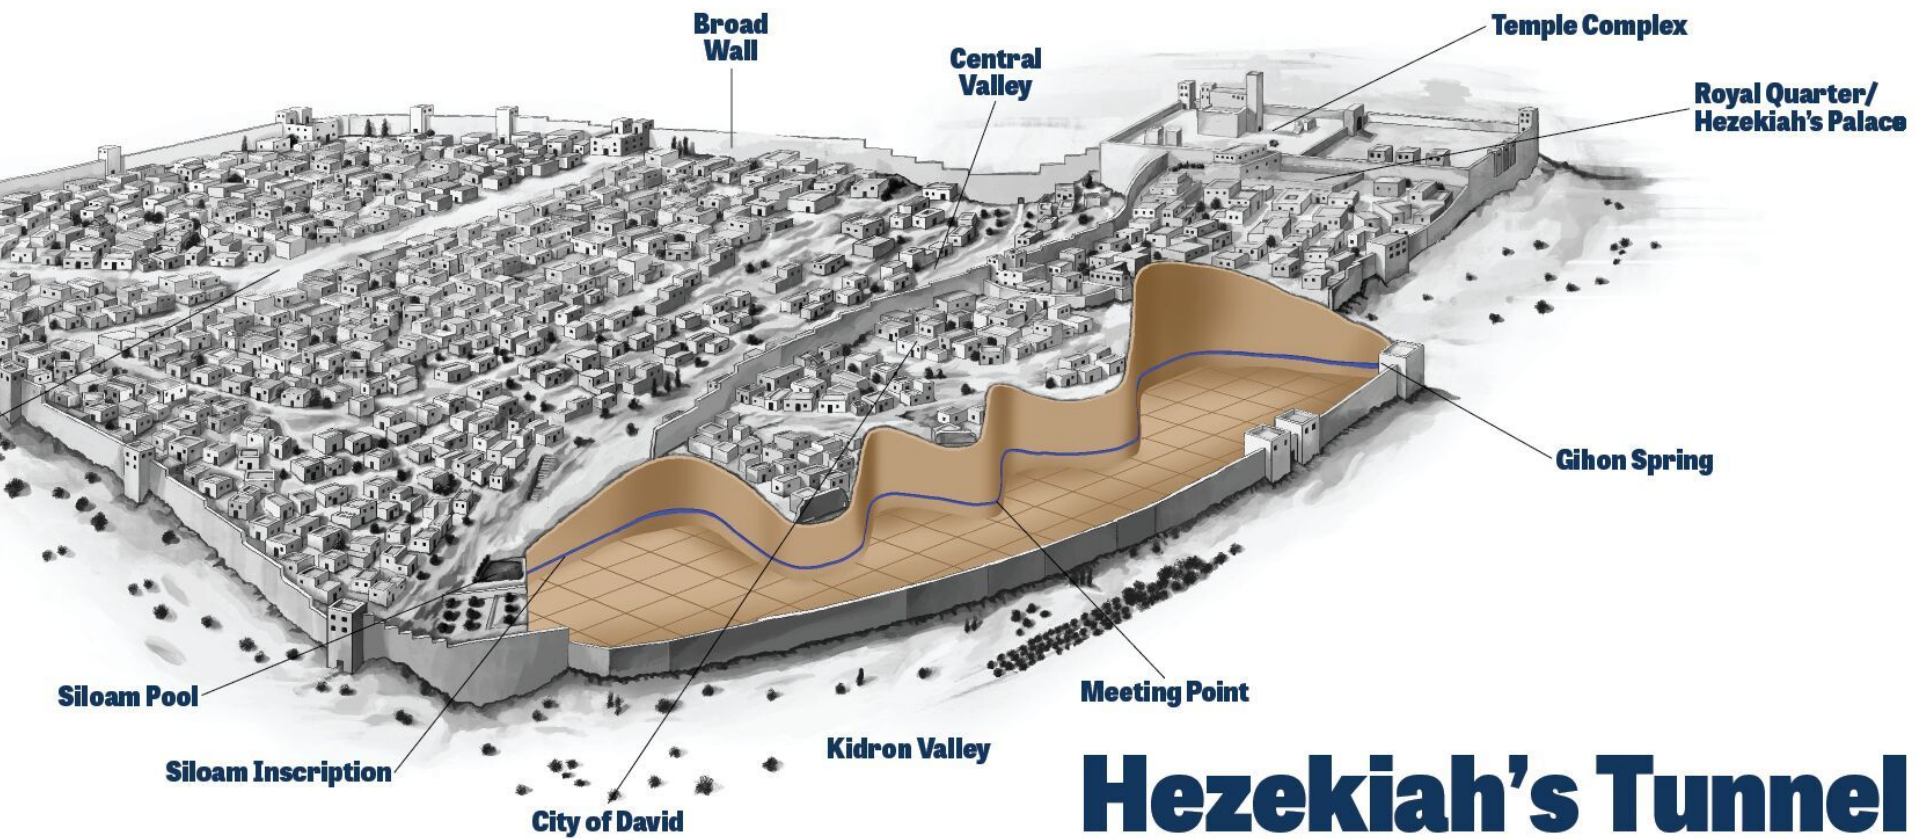 Broad
Wall
Central
Valley
Temple Complex
Royal Quarter/
Hezekiah's Palace
Gihon Spring
Meeting Point
Siloam Pool
Kidron Valley
Siloam Inscription
City of David
Hezekiah's Tunnel